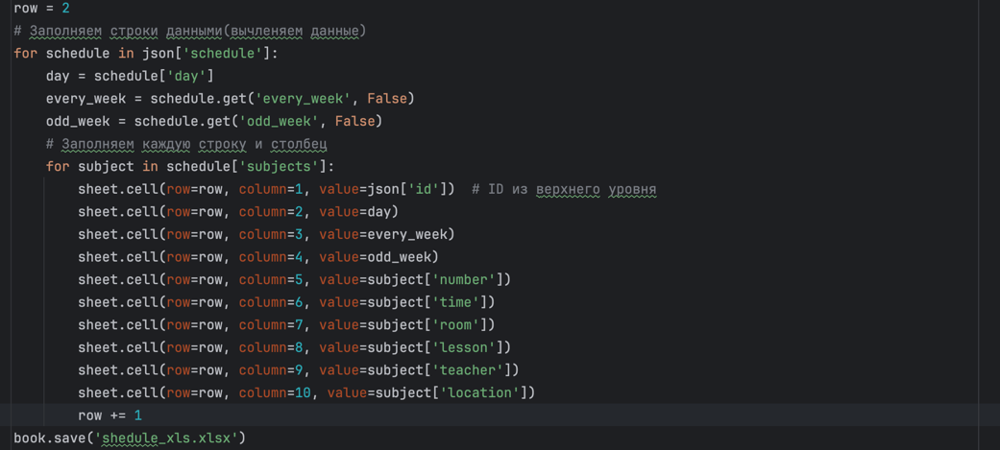 row = 2
# Заполняем строки данными(вычленяем данные)
for schedule in json['schedule']:
    day = schedule['day']
    every_week = schedule.get('every_week', False)
    odd_week = schedule.get('odd_week', False)
    # Заполняем каждую строку и столбец
    for subject in schedule['subjects']:
        sheet.cell(row=row, column=1, value=json['id'])  # ID из верхнего уровня
        sheet.cell(row=row, column=2, value=day)
        sheet.cell(row=row, column=3, value=every_week)
        sheet.cell(row=row, column=4, value=odd_week)
        sheet.cell(row=row, column=5, value=subject['number'])
        sheet.cell(row=row, column=6, value=subject['time'])
        sheet.cell(row=row, column=7, value=subject['room'])
        sheet.cell(row=row, column=8, value=subject['lesson'])
        sheet.cell(row=row, column=9, value=subject['teacher'])
        sheet.cell(row=row, column=10, value=subject['location'])
        row += 1
book.save('shedule_xls.xlsx')